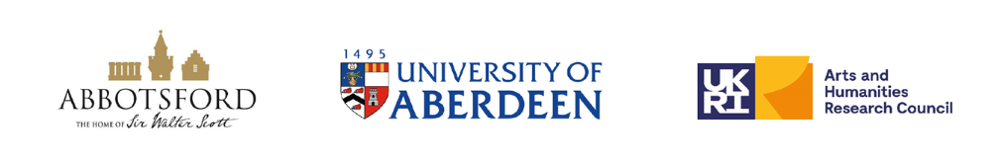 ABBOTSFORD
THE HOME OF Sir Walter Scott
1495
UNIVERSITY OF
ABERDEEN
UK
RI
Arts and
Humanities
Research Council